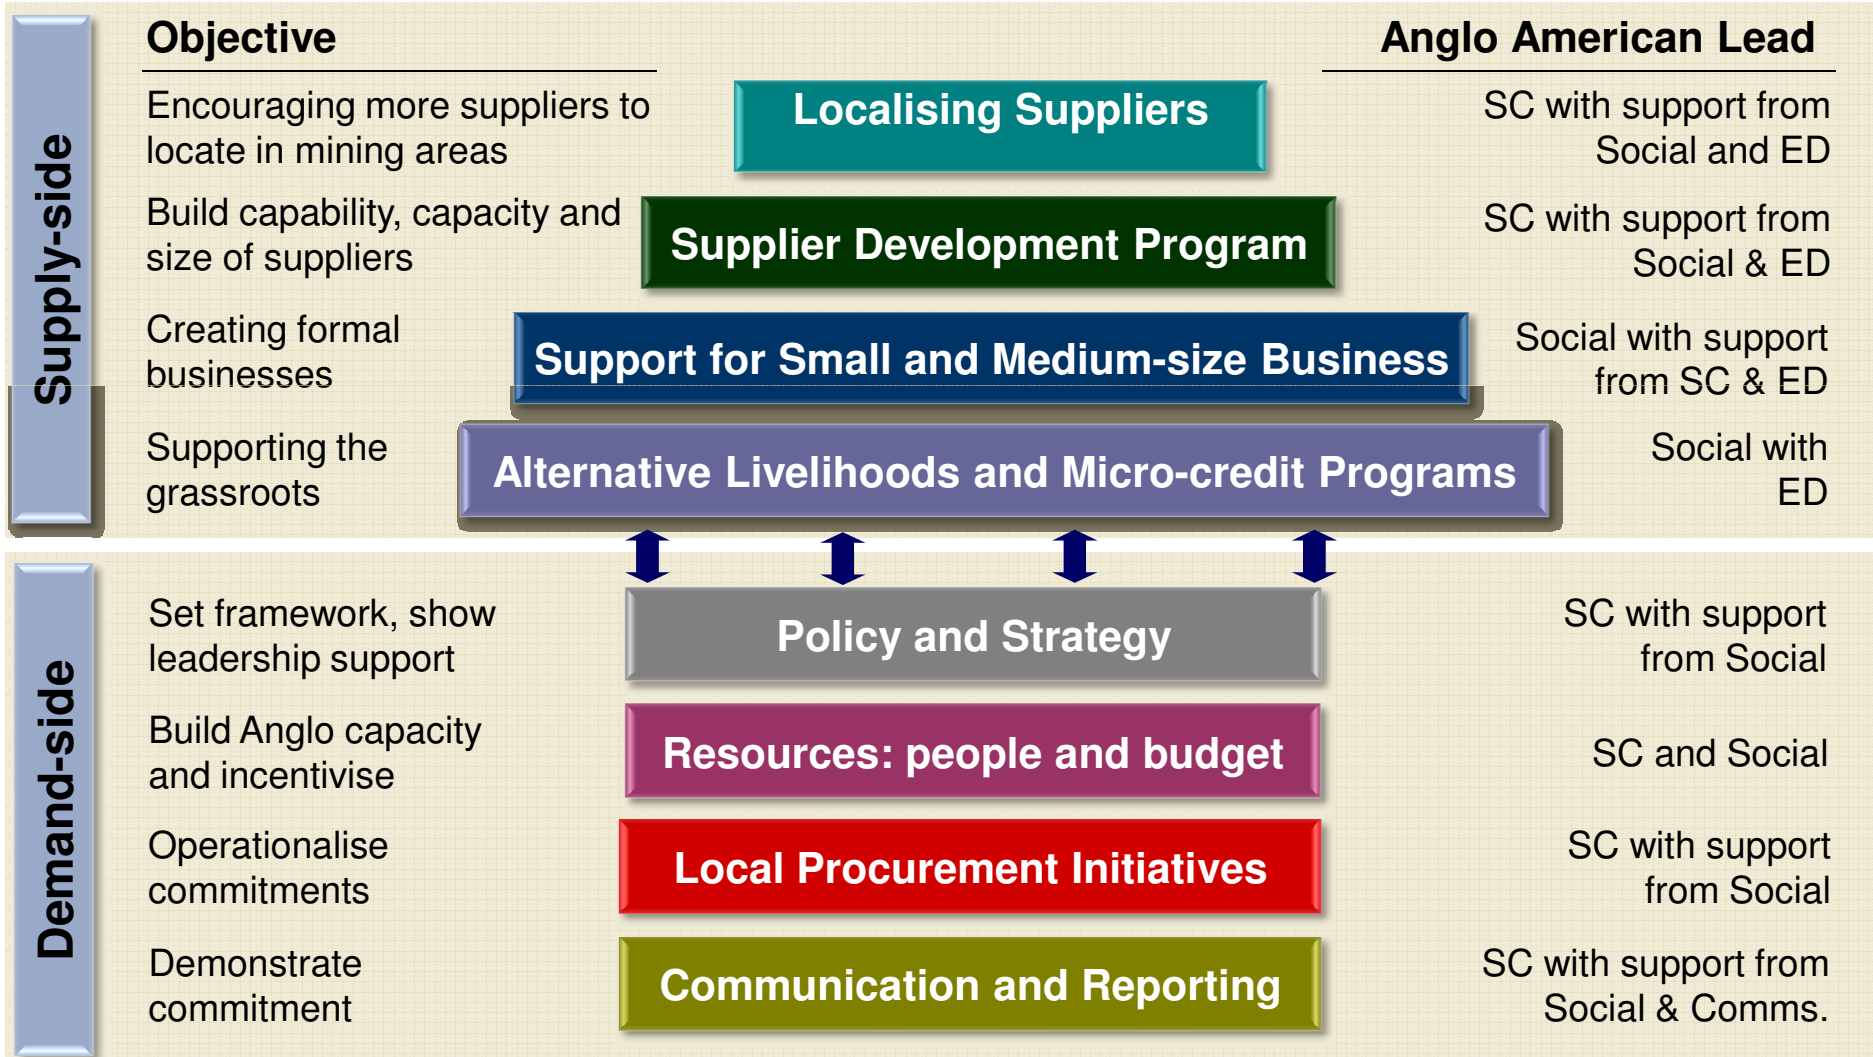 Objective
Anglo American Lead
Supply-side
Encouraging more suppliers to
locate in mining areas
Localising Suppliers
SC with support from
Social and ED
Build capability, capacity and
size of suppliers
Supplier Development Program
SC with support from
Social & ED
Creating formal
businesses
Support for Small and Medium-size Business
Social with support
from SC & ED
Supporting the
grassroots
Alternative Livelihoods and Micro-credit Programs
Social with
ED
Demand-side
Set framework, show
leadership support
Policy and Strategy
SC with support
from Social
Build Anglo capacity
and incentivise
Resources: people and budget
SC and Social
Operationalise
commitments
Local Procurement Initiatives
SC with support
from Social
Demonstrate
commitment
Communication and Reporting
SC with support from
Social & Comms.